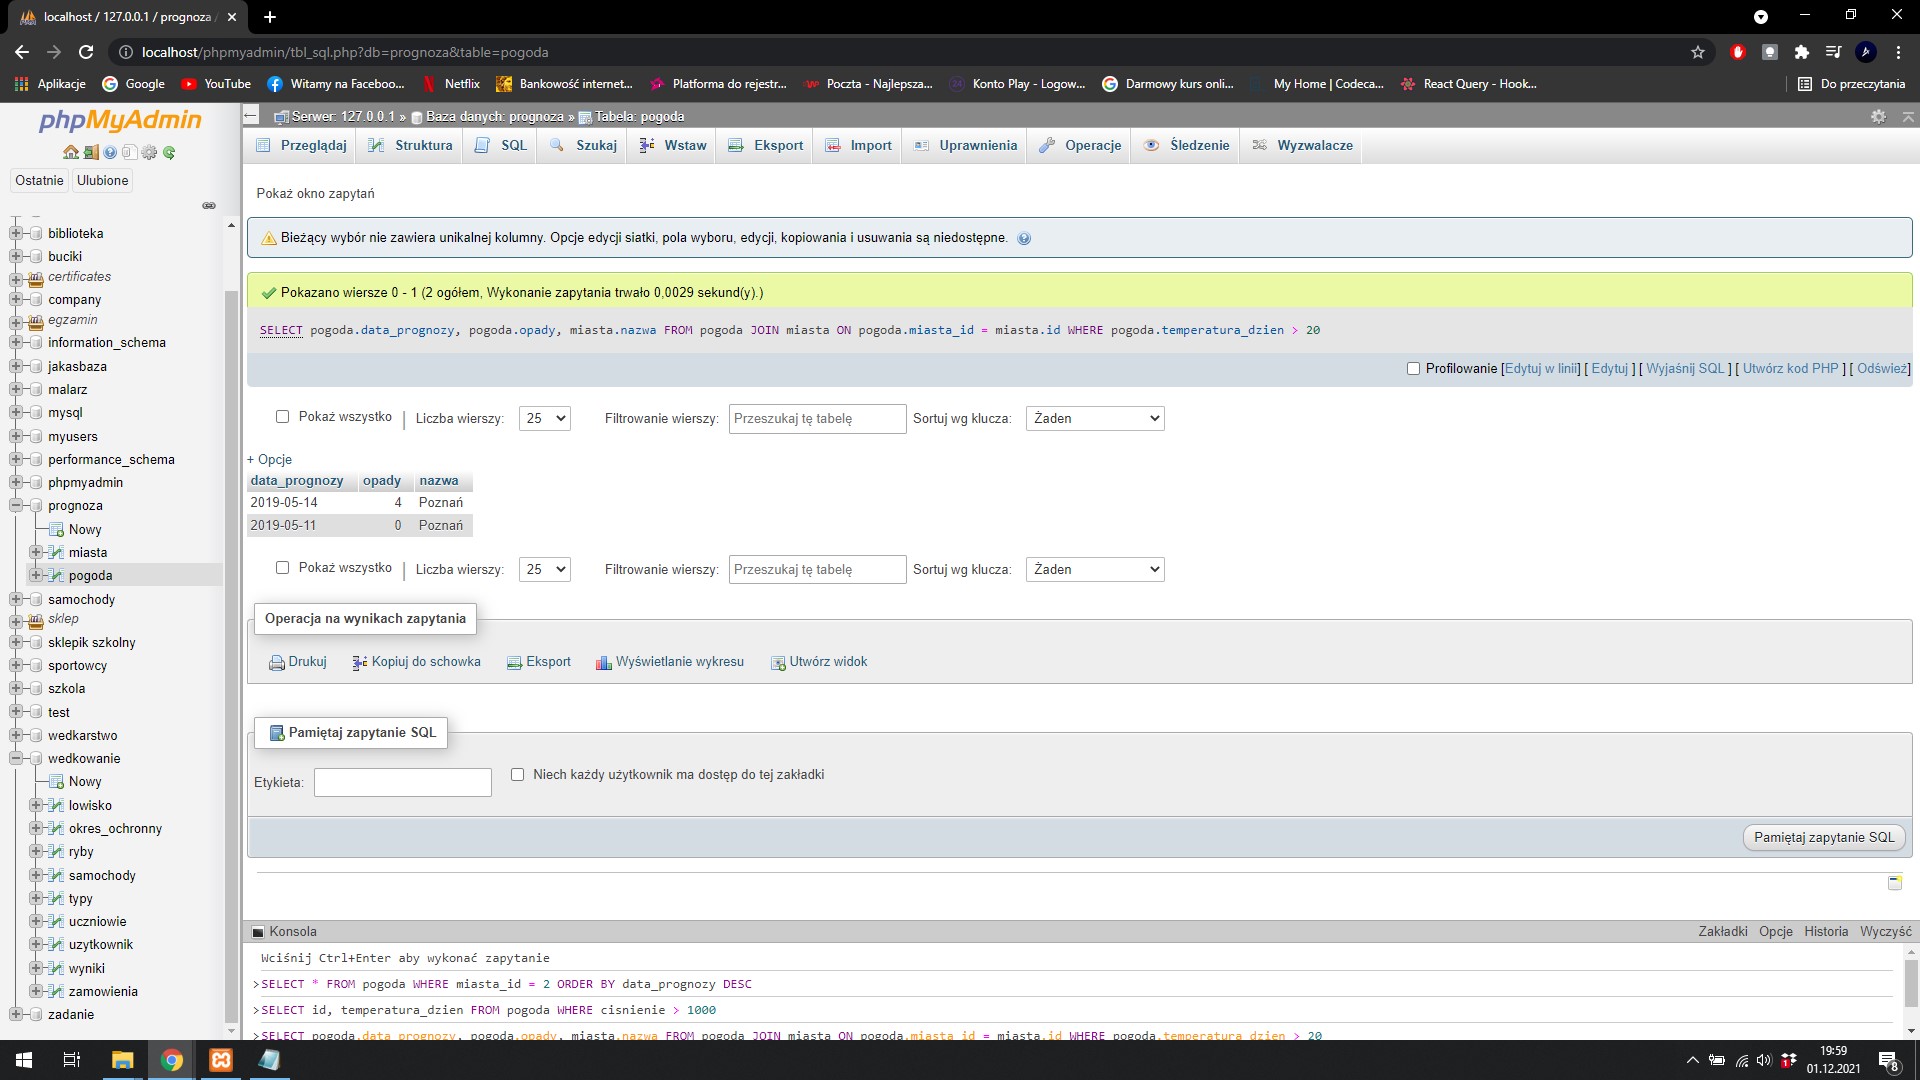 localhost / 127.0.0.1 / prognoza /
localhost/phpmyadmin/tbl_sql.php?db=prognoza&table=pogoda
Aplikacje Google YouTube Witamy na Faceboo... Netflix Bankowość internet... Platforma do rejestr... Poczta - Najlepsza... Konto Play - Logow... Darmowy kurs onli... My Home | Codeca... React Query - Hook... Do przeczytania
phpMyAdmin
Ostatnie Ulubione
biblioteka
buciki
certificates
company
egzamin
information_schema
jakasbaza
malarz
mysql
myusers
performance_schema
phpmyadmin
prognoza
Nowy
miasta
pogoda
samochody
sklep
sklepik szkolny
sportowcy
szkola
test
wedkarstwo
wedkowanie
Nowy
lowisko
okres_ochronny
ryby
samochody
typy
uczniowie
uzytkownik
wyniki
zamowienia
zadanie
Serwer: 127.0.0.1 » Baza danych: prognoza » Tabela: pogoda
Przeglądaj Struktura SQL Szukaj Wstaw Eksport Import Uprawnienia Operacje Śledzenie Wyzwalacze
Pokaż okno zapytań
Bieżący wybór nie zawiera unikalnej kolumny. Opcje edycji siatki, pola wyboru, edycji, kopiowania i usuwania są niedostępne.
Pokazano wiersze 0 - 1 (2 ogółem, Wykonanie zapytania trwało 0,0029 sekund(y).)
SELECT pogoda.data_prognozy, pogoda.opady, miasta.nazwa FROM pogoda JOIN miasta ON pogoda.miasta_id = miasta.id WHERE pogoda.temperatura_dzien > 20
Profilowanie [Edytuj w linii] [ Edytuj ] [ Wyjaśnij SQL ] [ Utwórz kod PHP ] [ Odśwież]
Pokaż wszystko | Liczba wierszy: 25 Filtrowanie wierszy: Przeszukaj tę tabelę Sortuj wg klucza: Żaden
+ Opcje
data_prognozy opady nazwa
2019-05-14 4 Poznań
2019-05-11 0 Poznań
Pokaż wszystko | Liczba wierszy: 25 Filtrowanie wierszy: Przeszukaj tę tabelę Sortuj wg klucza: Żaden
Operacja na wynikach zapytania
Drukuj Kopiuj do schowka Eksport Wyświetlanie wykresu Utwórz widok
Pamiętaj zapytanie SQL
Etykieta: Niech każdy użytkownik ma dostęp do tej zakładki
Pamiętaj zapytanie SQL
Konsola Zakładki Opcje Historia Wyczyść
Wciśnij Ctrl+Enter aby wykonać zapytanie
>SELECT * FROM pogoda WHERE miasta_id = 2 ORDER BY data_prognozy DESC
>SELECT id, temperatura_dzien FROM pogoda WHERE cisnienie > 1000
>SELECT pogoda.data_prognozy, pogoda.opady, miasta.nazwa FROM pogoda JOIN miasta ON pogoda.miasta_id = miasta.id WHERE pogoda.temperatura_dzien > 20
19:59
01.12.2021
8